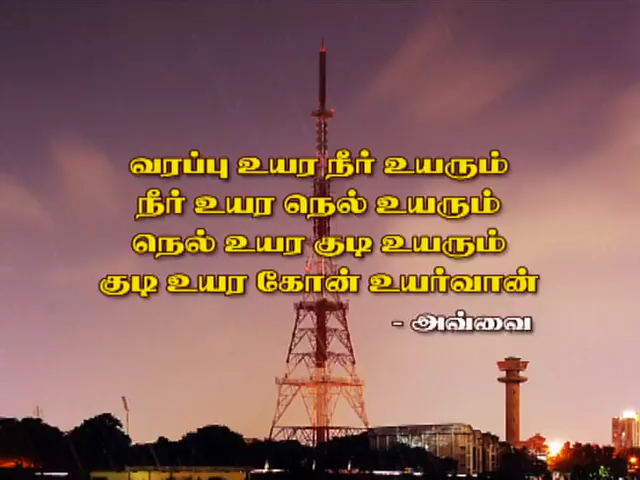 வரப்பு உயர நீர் உயரும்
நீர் உயர நெல் உயரும்
நெல் உயர குடி உயரும்
குடி உயர கோன் உயர்வான்
- அவ்வை